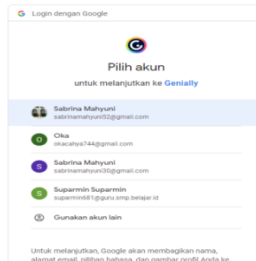 Login dengan Google
Pilih akun
untuk melanjutkan ke Genially
Sabrina Mahyuni
sabrinamahyuni52@gmail.com
Oka
okacahya744@gmail.com
Sabrina Mahyuni
sabrinamahyuni30@gmail.com
Suparmin Suparmin
suparmin681@guru.smp.belajar.id
Gunakan akun lain
Untuk melanjutkan, Google akan membagikan nama,
alamat email, pilihan bahasa, dan gambar profil Anda ke